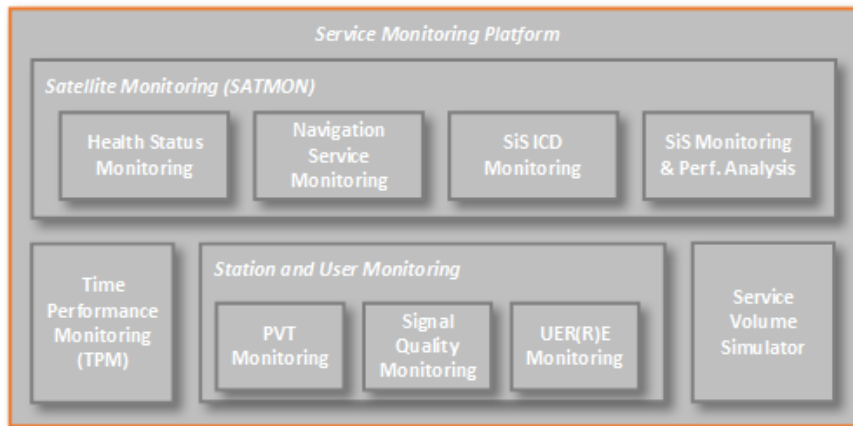 Service Monitoring Platform
Satellite Monitoring (SATMON)
Health Status
Monitoring
Navigation
Service
Monitoring
SiS ICD
Monitoring
SiS Monitoring
& Perf. Analysis
Time
Performance
Monitoring
(TPM)
Station and User Monitoring
PVT
Monitoring
Signal
Quality
Monitoring
UER(R)E
Monitoring
Service
Volume
Simulator